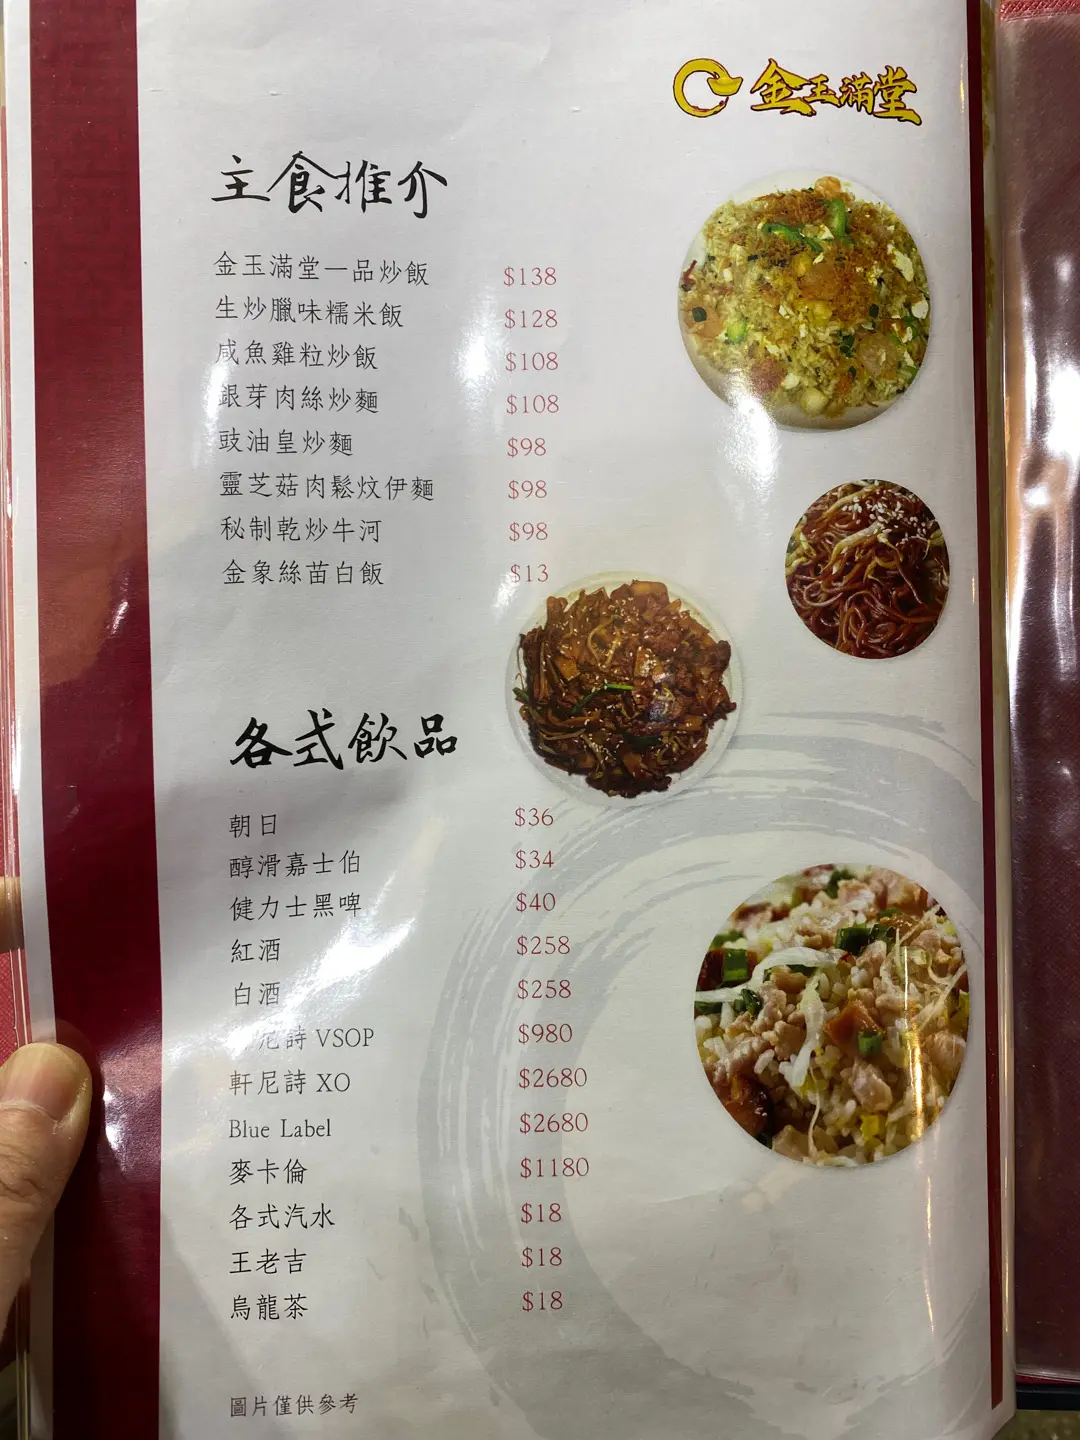 金玉滿堂
主食推介
金玉滿堂一品炒飯 $138
生炒臘味糯米飯 $128
咸魚雞粒炒飯 $108
銀芽肉絲炒麵 $108
豉油皇炒麵 $98
靈芝菇肉鬆炆伊麵 $98
秘制乾炒牛河 $98
金象絲苗白飯 $13
各式飲品
朝日 $36
醇滑嘉士伯 $34
健力士黑啤 $40
紅酒 $258
白酒 $258
尼詩 VSOP $980
軒尼詩 XO $2680
Blue Label $2680
麥卡倫 $1180
各式汽水 $18
王老吉 $18
烏龍茶 $18
圖片僅供參考